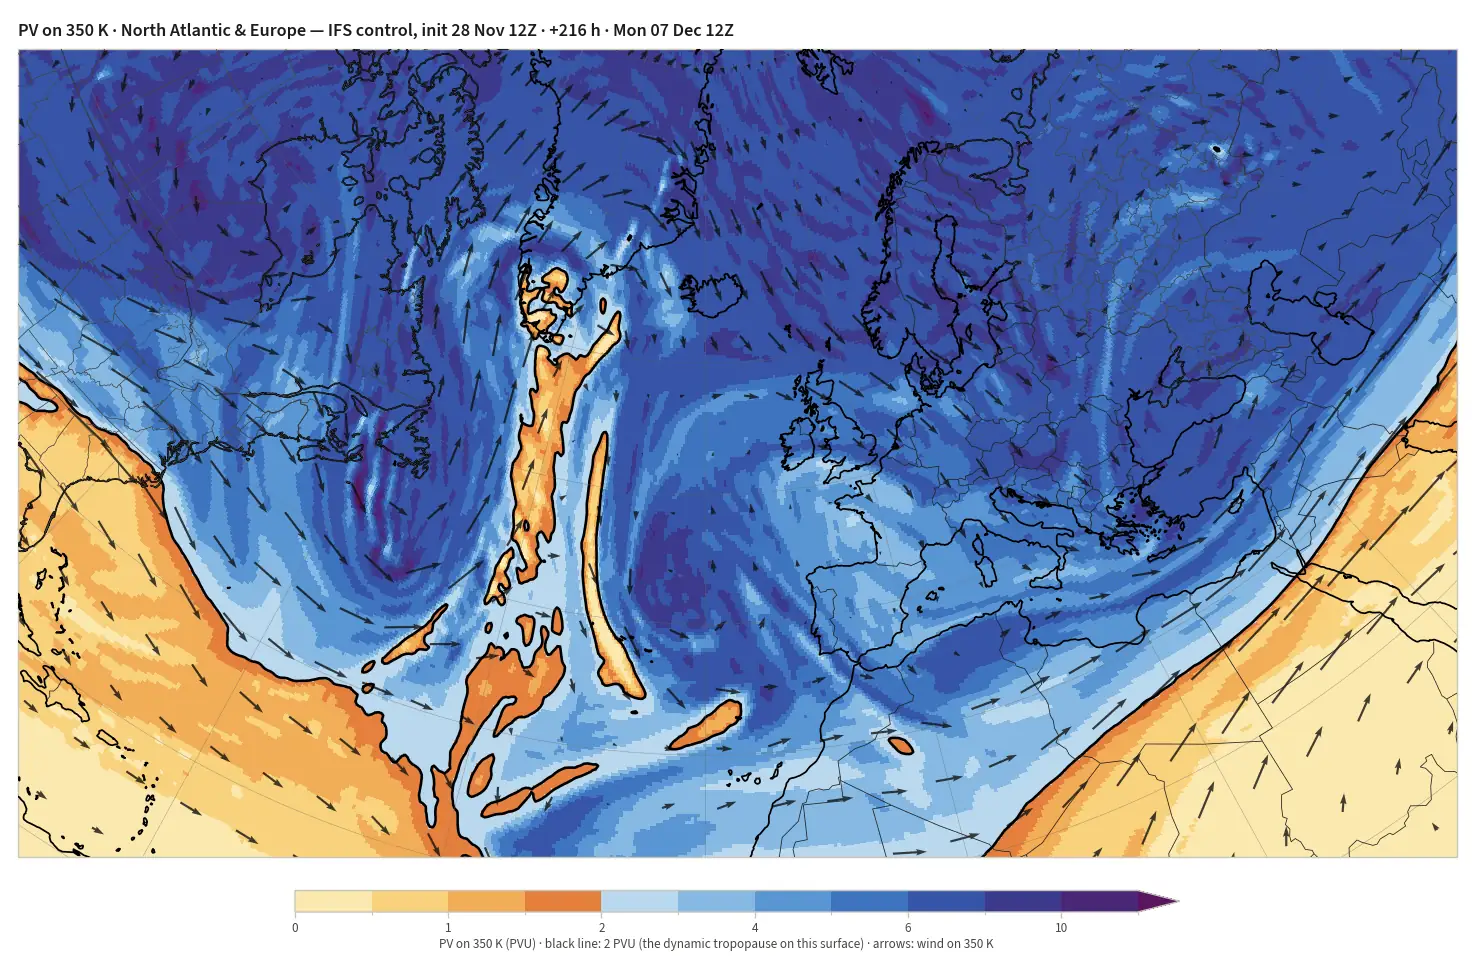 PV on 350 K · North Atlantic & Europe — IFS control, init 28 Nov 12Z · +216 h · Mon 07 Dec 12Z
0 1 2 4 6 10
PV on 350 K (PVU) · black line: 2 PVU (the dynamic tropopause on this surface) · arrows: wind on 350 K